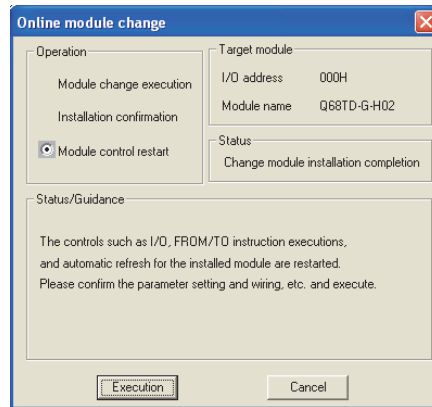 Online module change
Operation
Module change execution
Installation confirmation
Module control restart
Target module
I/O address 000H
Module name Q68TD-G-H02
Status
Change module installation completion
Status/Guidance
The controls such as I/O, FROM/TO instruction executions,
and automatic refresh for the installed module are restarted.
Please confirm the parameter setting and wiring, etc. and execute.
Execution
Cancel